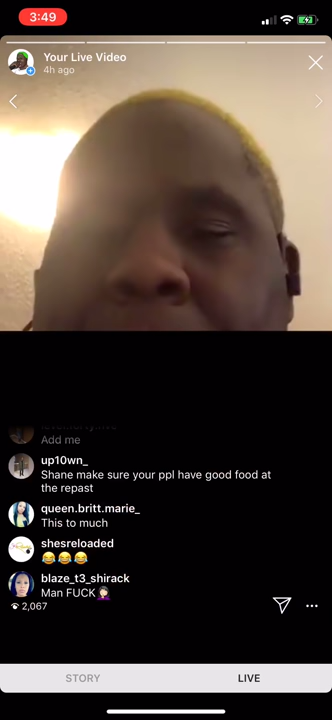 3:49
Your Live Video
4h ago
Add me
up10wn_
Shane make sure your ppl have good food at
the repast
queen.britt.marie_
This to much
shesreloaded
😂😂😂
blaze_t3_shirack
Man FUCK🤦🏻‍♀️
2,067
STORY
LIVE